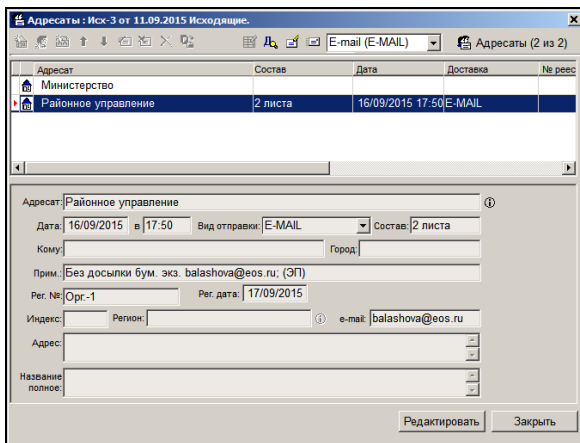 Адресаты : Исх-3 от 11.09.2015 Исходящие.
E-mail (E-MAIL) Адресаты (2 из 2)
Адресат Состав Дата Доставка № реес
Министерство
Районное управление 2 листа 16/09/2015 17:50 E-MAIL
Адресат: Районное управление
Дата: 16/09/2015 в 17:50 Вид отправки: E-MAIL Состав: 2 листа
Кому: Город:
Прим.: Без досылки бум. экз. balashova@eos.ru; (ЭП)
Рег. №: Орг.-1 Рег. дата: 17/09/2015
Индекс: Регион: e-mail: balashova@eos.ru
Адрес:
Название
полное:
Редактировать Закрыть